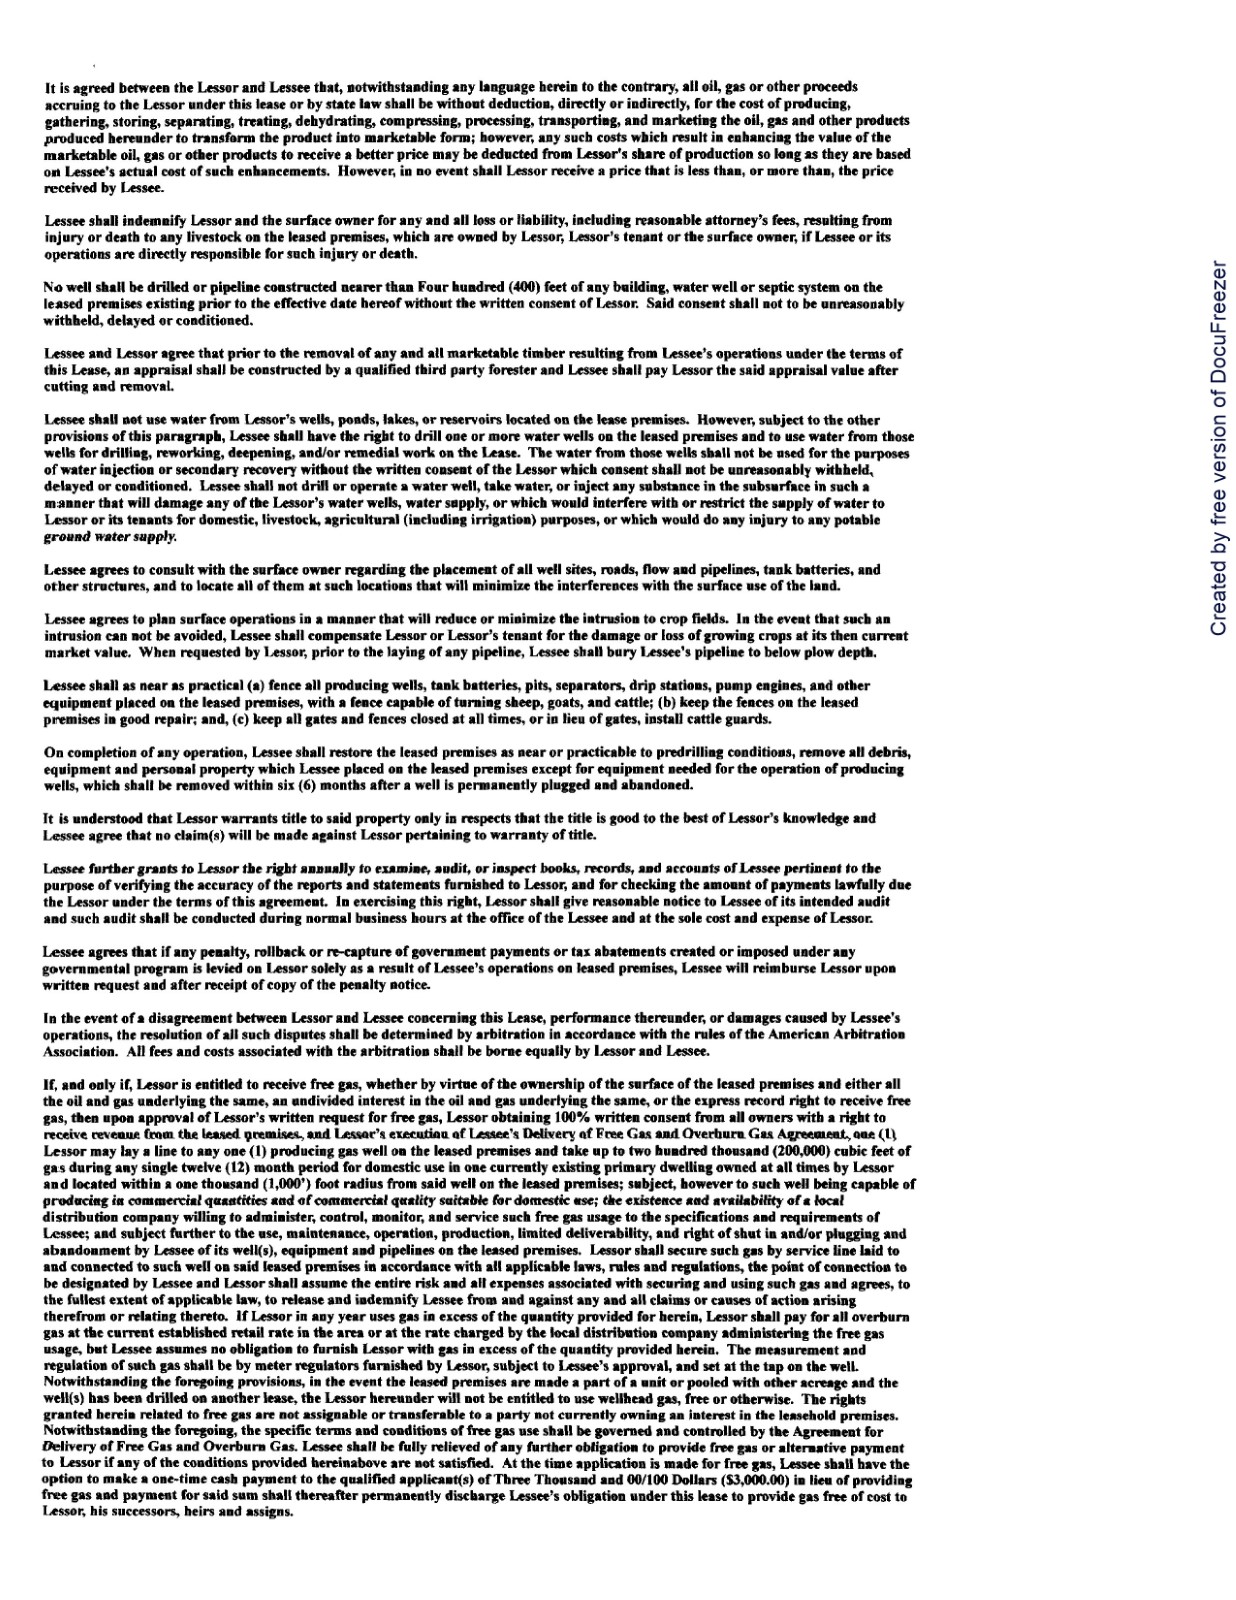 It is agreed between the Lessor and Lessee that, notwithstanding any language herein to the contrary, all oil, gas or other proceeds
accruing to the Lessor under this lease or by state law shall be without deduction, directly or indirectly, for the cost of producing,
gathering, storing, separating, treating, dehydrating, compressing, processing, transporting, and marketing the oil, gas and other products
produced hereunder to transform the product into marketable form; however, any such costs which result in enhancing the value of the
marketable oil, gas or other products to receive a better price may be deducted from Lessor's share of production so long as they are based
on Lessee's actual cost of such enhancements. However, in no event shall Lessor receive a price that is less than, or more than, the price
received by Lessee.
Lessee shall indemnify Lessor and the surface owner for any and all loss or liability, including reasonable attorney's fees, resulting from
injury or death to any livestock on the leased premises, which are owned by Lessor, Lessor's tenant or the surface owner, if Lessee or its
operations are directly responsible for such injury or death.
No well shall be drilled or pipeline constructed nearer than Four hundred (400) feet of any building, water well or septic system on the
leased premises existing prior to the effective date hereof without the written consent of Lessor. Said consent shall not to be unreasonably
withheld, delayed or conditioned.
Lessee and Lessor agree that prior to the removal of any and all marketable timber resulting from Lessee's operations under the terms of
this Lease, an appraisal shall be constructed by a qualified third party forester and Lessee shall pay Lessor the said appraisal value after
cutting and removal.
Lessee shall not use water from Lessor's wells, ponds, lakes, or reservoirs located on the lease premises. However, subject to the other
provisions of this paragraph, Lessee shall have the right to drill one or more water wells on the leased premises and to use water from those
wells for drilling, reworking, deepening, and/or remedial work on the Lease. The water from those wells shall not be used for the purposes
of water injection or secondary recovery without the written consent of the Lessor which consent shall not be unreasonably withheld,
delayed or conditioned. Lessee shall not drill or operate a water well, take water, or inject any substance in the subsurface in such a
manner that will damage any of the Lessor's water wells, water supply, or which would interfere with or restrict the supply of water to
Lessor or its tenants for domestic, livestock, agricultural (including irrigation) purposes, or which would do any injury to any potable
ground water supply.
Lessee agrees to consult with the surface owner regarding the placement of all well sites, roads, flow and pipelines, tank batteries, and
other structures, and to locate all of them at such locations that will minimize the interferences with the surface use of the land.
Lessee agrees to plan surface operations in a manner that will reduce or minimize the intrusion to crop fields. In the event that such an
intrusion can not be avoided, Lessee shall compensate Lessor or Lessor's tenant for the damage or loss of growing crops at its then current
market value. When requested by Lessor, prior to the laying of any pipeline, Lessee shall bury Lessee's pipeline to below plow depth.
Lessee shall as near as practical (a) fence all producing wells, tank batteries, pits, separators, drip stations, pump engines, and other
equipment placed on the leased premises, with a fence capable of turning sheep, goats, and cattle; (b) keep the fences on the leased
premises in good repair; and, (c) keep all gates and fences closed at all times, or in lieu of gates, install cattle guards.
On completion of any operation, Lessee shall restore the leased premises as near or practicable to predrilling conditions, remove all debris,
equipment and personal property which Lessee placed on the leased premises except for equipment needed for the operation of producing
wells, which shall be removed within six (6) months after a well is permanently plugged and abandoned.
It is understood that Lessor warrants title to said property only in respects that the title is good to the best of Lessor's knowledge and
Lessee agree that no claim(s) will be made against Lessor pertaining to warranty of title.
Lessee further grants to Lessor the right annually to examine, audit, or inspect books, records, and accounts of Lessee pertinent to the
purpose of verifying the accuracy of the reports and statements furnished to Lessor, and for checking the amount of payments lawfully due
the Lessor under the terms of this agreement. In exercising this right, Lessor shall give reasonable notice to Lessee of its intended audit
and such audit shall be conducted during normal business hours at the office of the Lessee and at the sole cost and expense of Lessor.
Lessee agrees that if any penalty, rollback or re-capture of government payments or tax abatements created or imposed under any
governmental program is levied on Lessor solely as a result of Lessee's operations on leased premises, Lessee will reimburse Lessor upon
written request and after receipt of copy of the penalty notice.
In the event of a disagreement between Lessor and Lessee concerning this Lease, performance thereunder, or damages caused by Lessee's
operations, the resolution of all such disputes shall be determined by arbitration in accordance with the rules of the American Arbitration
Association. All fees and costs associated with the arbitration shall be borne equally by Lessor and Lessee.
If, and only if, Lessor is entitled to receive free gas, whether by virtue of the ownership of the surface of the leased premises and either all
the oil and gas underlying the same, an undivided interest in the oil and gas underlying the same, or the express record right to receive free
gas, then upon approval of Lessor's written request for free gas, Lessor obtaining 100% written consent from all owners with a right to
receive revenue from the leased premises, and Lessor's execution of Lessee's Delivery of Free Gas and Overburn Gas Agreement, one (1)
Lessor may lay a line to any one (1) producing gas well on the leased premises and take up to two hundred thousand (200,000) cubic feet of
gas during any single twelve (12) month period for domestic use in one currently existing primary dwelling owned at all times by Lessor
and located within a one thousand (1,000') foot radius from said well on the leased premises; subject, however to such well being capable of
producing in commercial quantities and of commercial quality suitable for domestic use; the existence and availability of a local
distribution company willing to administer, control, monitor, and service such free gas usage to the specifications and requirements of
Lessee; and subject further to the use, maintenance, operation, production, limited deliverability, and right of shut in and/or plugging and
abandonment by Lessee of its well(s), equipment and pipelines on the leased premises. Lessor shall secure such gas by service line laid to
and connected to such well on said leased premises in accordance with all applicable laws, rules and regulations, the point of connection to
be designated by Lessee and Lessor shall assume the entire risk and all expenses associated with securing and using such gas and agrees, to
the fullest extent of applicable law, to release and indemnify Lessee from and against any and all claims or causes of action arising
therefrom or relating thereto. If Lessor in any year uses gas in excess of the quantity provided for herein, Lessor shall pay for all overburn
gas at the current established retail rate in the area or at the rate charged by the local distribution company administering the free gas
usage, but Lessee assumes no obligation to furnish Lessor with gas in excess of the quantity provided herein. The measurement and
regulation of such gas shall be by meter regulators furnished by Lessor, subject to Lessee's approval, and set at the tap on the well.
Notwithstanding the foregoing provisions, in the event the leased premises are made a part of a unit or pooled with other acreage and the
well(s) has been drilled on another lease, the Lessor hereunder will not be entitled to use wellhead gas, free or otherwise. The rights
granted herein related to free gas are not assignable or transferable to a party not currently owning an interest in the leasehold premises.
Notwithstanding the foregoing, the specific terms and conditions of free gas use shall be governed and controlled by the Agreement for
Delivery of Free Gas and Overburn Gas. Lessee shall be fully relieved of any further obligation to provide free gas or alternative payment
to Lessor if any of the conditions provided hereinabove are not satisfied. At the time application is made for free gas, Lessee shall have the
option to make a one-time cash payment to the qualified applicant(s) of Three Thousand and 00/100 Dollars ($3,000.00) in lieu of providing
free gas and payment for said sum shall thereafter permanently discharge Lessee's obligation under this lease to provide gas free of cost to
Lessor, his successors, heirs and assigns.
Created by free version of DocuFreezer